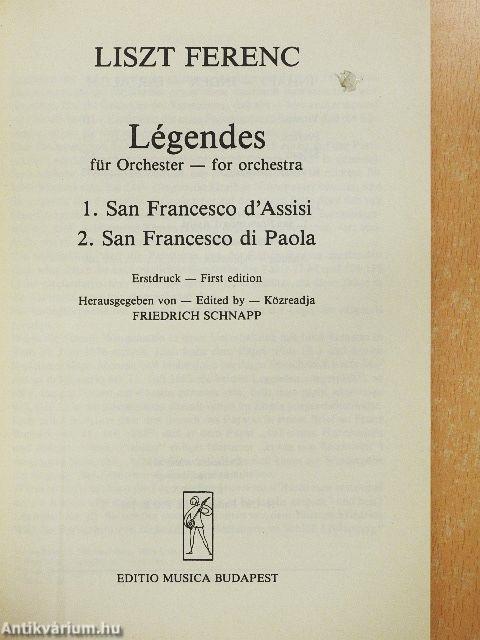 LISZT FERENC
Légendes
für Orchester — for orchestra
1. San Francesco d'Assisi
2. San Francesco di Paola
Erstdruck — First edition
Herausgegeben von — Edited by — Közreadja
FRIEDRICH SCHNAPP
EDITIO MUSICA BUDAPEST
Antikvárium.hu